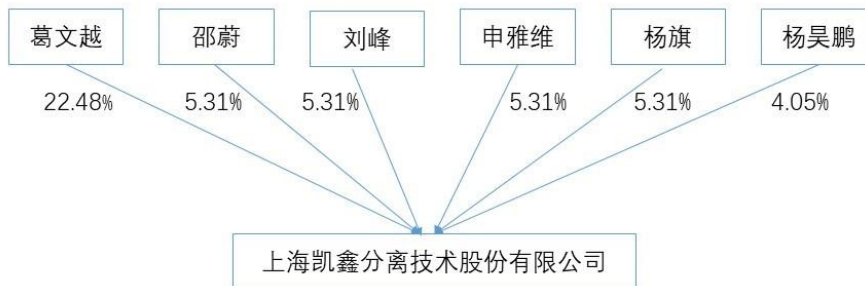 葛文越 邵蔚 刘峰 申雅维 杨旗 杨昊鹏
22.48% 5.31% 5.31% 5.31% 5.31% 4.05%
上海凯鑫分离技术股份有限公司